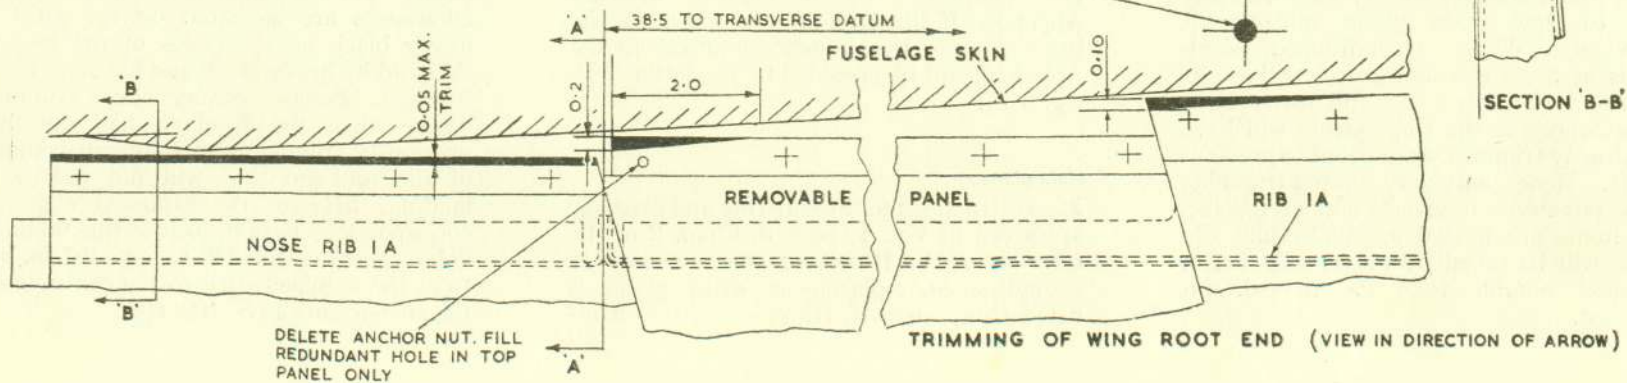 'A'
38·5 TO TRANSVERSE DATUM
FUSELAGE SKIN
0·10
'B'
0·05 MAX.
TRIM
0·2
2·0
SECTION 'B-B'
REMOVABLE PANEL
RIB 1A
NOSE RIB 1A
'B'
DELETE ANCHOR NUT. FILL
REDUNDANT HOLE IN TOP
PANEL ONLY
'A'
TRIMMING OF WING ROOT END (VIEW IN DIRECTION OF ARROW)